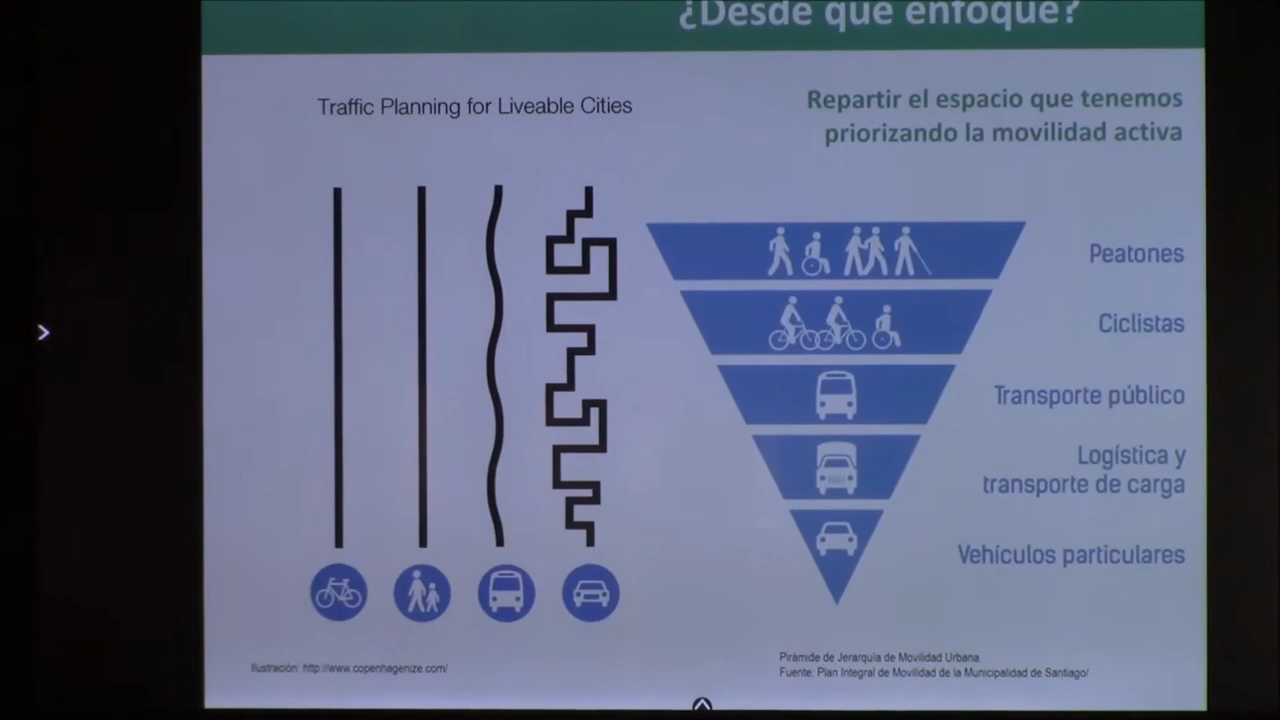 ¿Desde qué enfoque?
Traffic Planning for Liveable Cities
Repartir el espacio que tenemos
priorizando la movilidad activa
Peatones
Ciclistas
Transporte público
Logística y
transporte de carga
Vehículos particulares
Ilustración: http://www.copenhagenize.com/
Pirámide de Jerarquía de Movilidad Urbana.
Fuente: Plan Integral de Movilidad de la Municipalidad de Santiago/